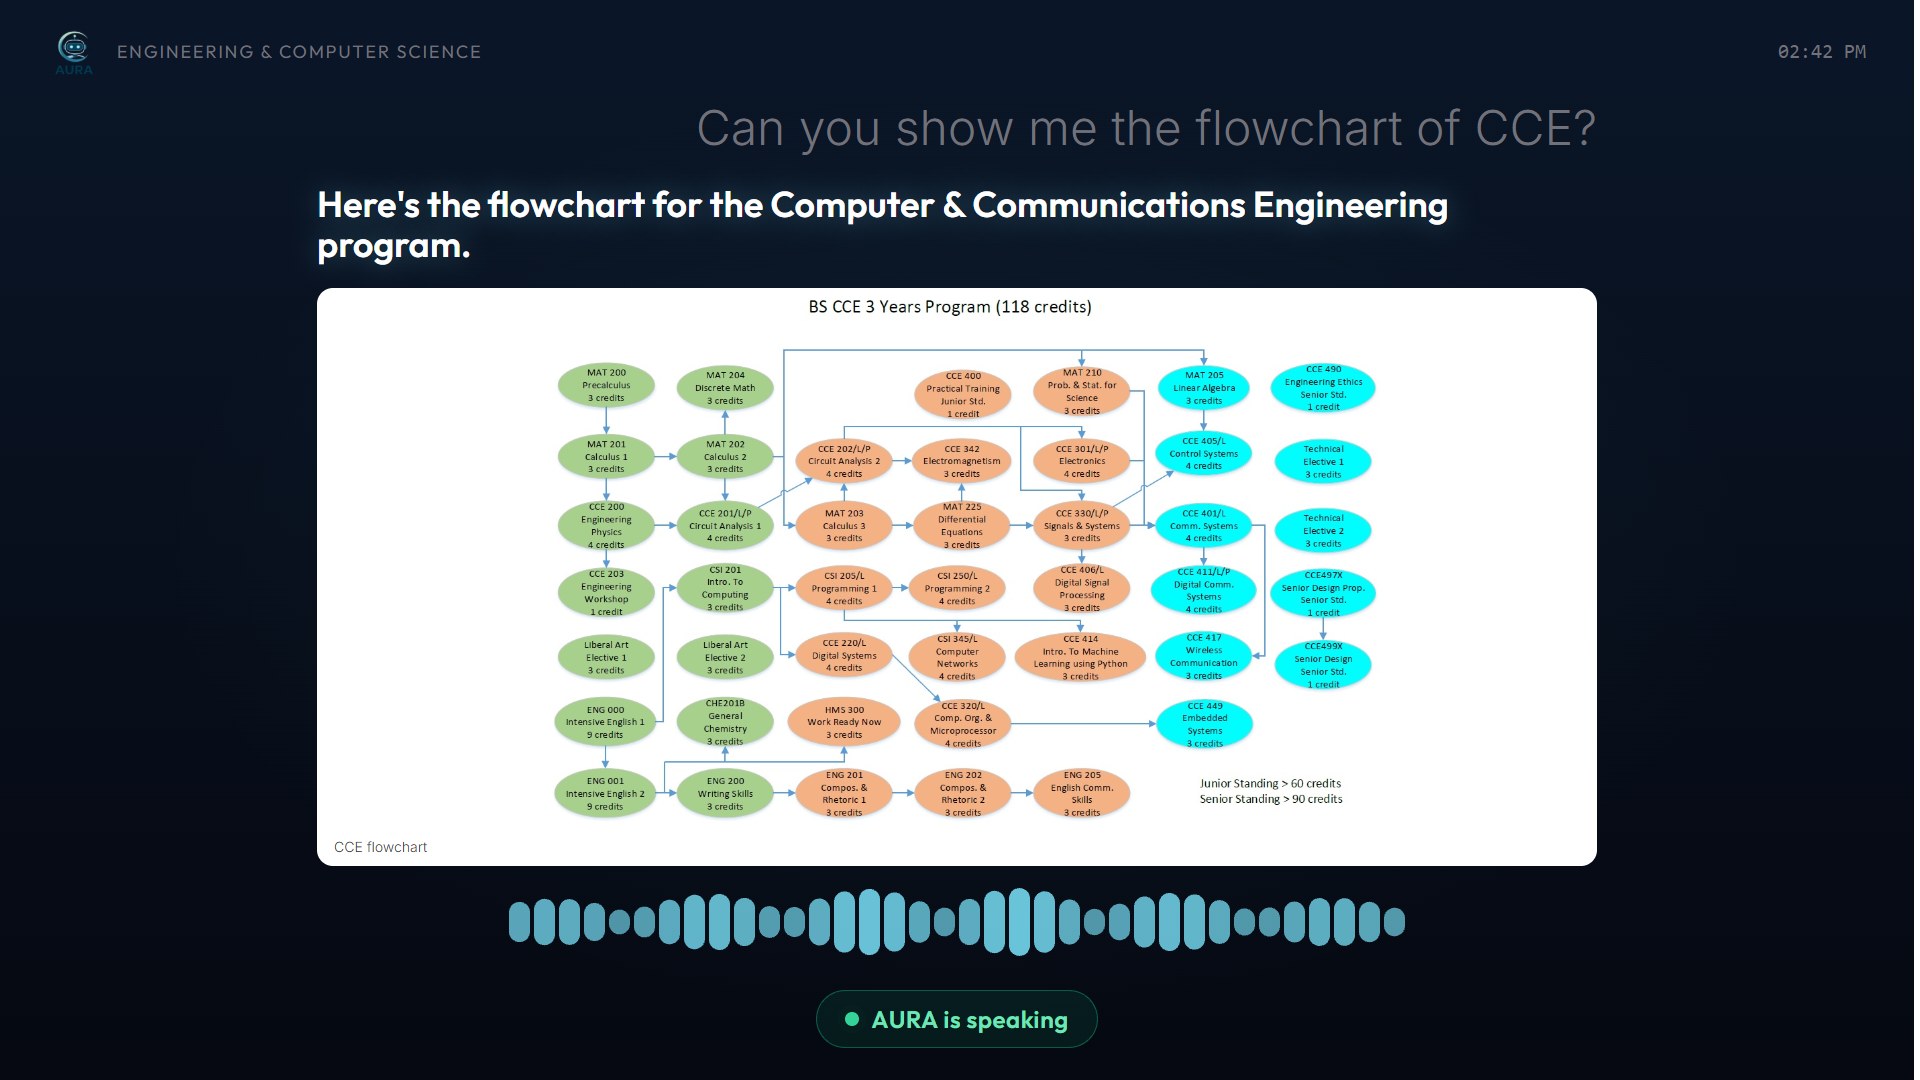 AURA
ENGINEERING & COMPUTER SCIENCE
02:42 PM
Can you show me the flowchart of CCE?
Here's the flowchart for the Computer & Communications Engineering
program.
BS CCE 3 Years Program (118 credits)
MAT 200
Precalculus
3 credits
MAT 204
Discrete Math
3 credits
CCE 400
Practical Training
Junior Std.
1 credit
MAT 210
Prob. & Stat. for
Science
3 credits
MAT 205
Linear Algebra
3 credits
CCE 490
Engineering Ethics
Senior Std.
1 credit
MAT 201
Calculus 1
3 credits
MAT 202
Calculus 2
3 credits
CCE 202/L/P
Circuit Analysis 2
4 credits
CCE 342
Electromagnetism
3 credits
CCE 301/L/P
Electronics
4 credits
CCE 405/L
Control Systems
4 credits
Technical
Elective 1
3 credits
CCE 200
Engineering
Physics
4 credits
CCE 201/L/P
Circuit Analysis 1
4 credits
MAT 203
Calculus 3
3 credits
MAT 225
Differential
Equations
3 credits
CCE 330/L/P
Signals & Systems
3 credits
CCE 401/L
Comm. Systems
4 credits
Technical
Elective 2
3 credits
CCE 203
Engineering
Workshop
1 credit
CSI 201
Intro. To
Computing
3 credits
CSI 205/L
Programming 1
4 credits
CSI 250/L
Programming 2
4 credits
CCE 406/L
Digital Signal
Processing
3 credits
CCE 411/L/P
Digital Comm.
Systems
4 credits
CCE497X
Senior Design Prop.
Senior Std.
1 credit
Liberal Art
Elective 1
3 credits
Liberal Art
Elective 2
3 credits
CCE 220/L
Digital Systems
4 credits
CSI 345/L
Computer
Networks
4 credits
CCE 414
Intro. To Machine
Learning using Python
3 credits
CCE 417
Wireless
Communication
3 credits
CCE499X
Senior Design
Senior Std.
1 credit
ENG 000
Intensive English 1
9 credits
CHE201B
General
Chemistry
3 credits
HMS 300
Work Ready Now
3 credits
CCE 320/L
Comp. Org. &
Microprocessor
4 credits
CCE 449
Embedded
Systems
3 credits
ENG 001
Intensive English 2
9 credits
ENG 200
Writing Skills
3 credits
ENG 201
Compos. &
Rhetoric 1
3 credits
ENG 202
Compos. &
Rhetoric 2
3 credits
ENG 205
English Comm.
Skills
3 credits
Junior Standing > 60 credits
Senior Standing > 90 credits
CCE flowchart
AURA is speaking